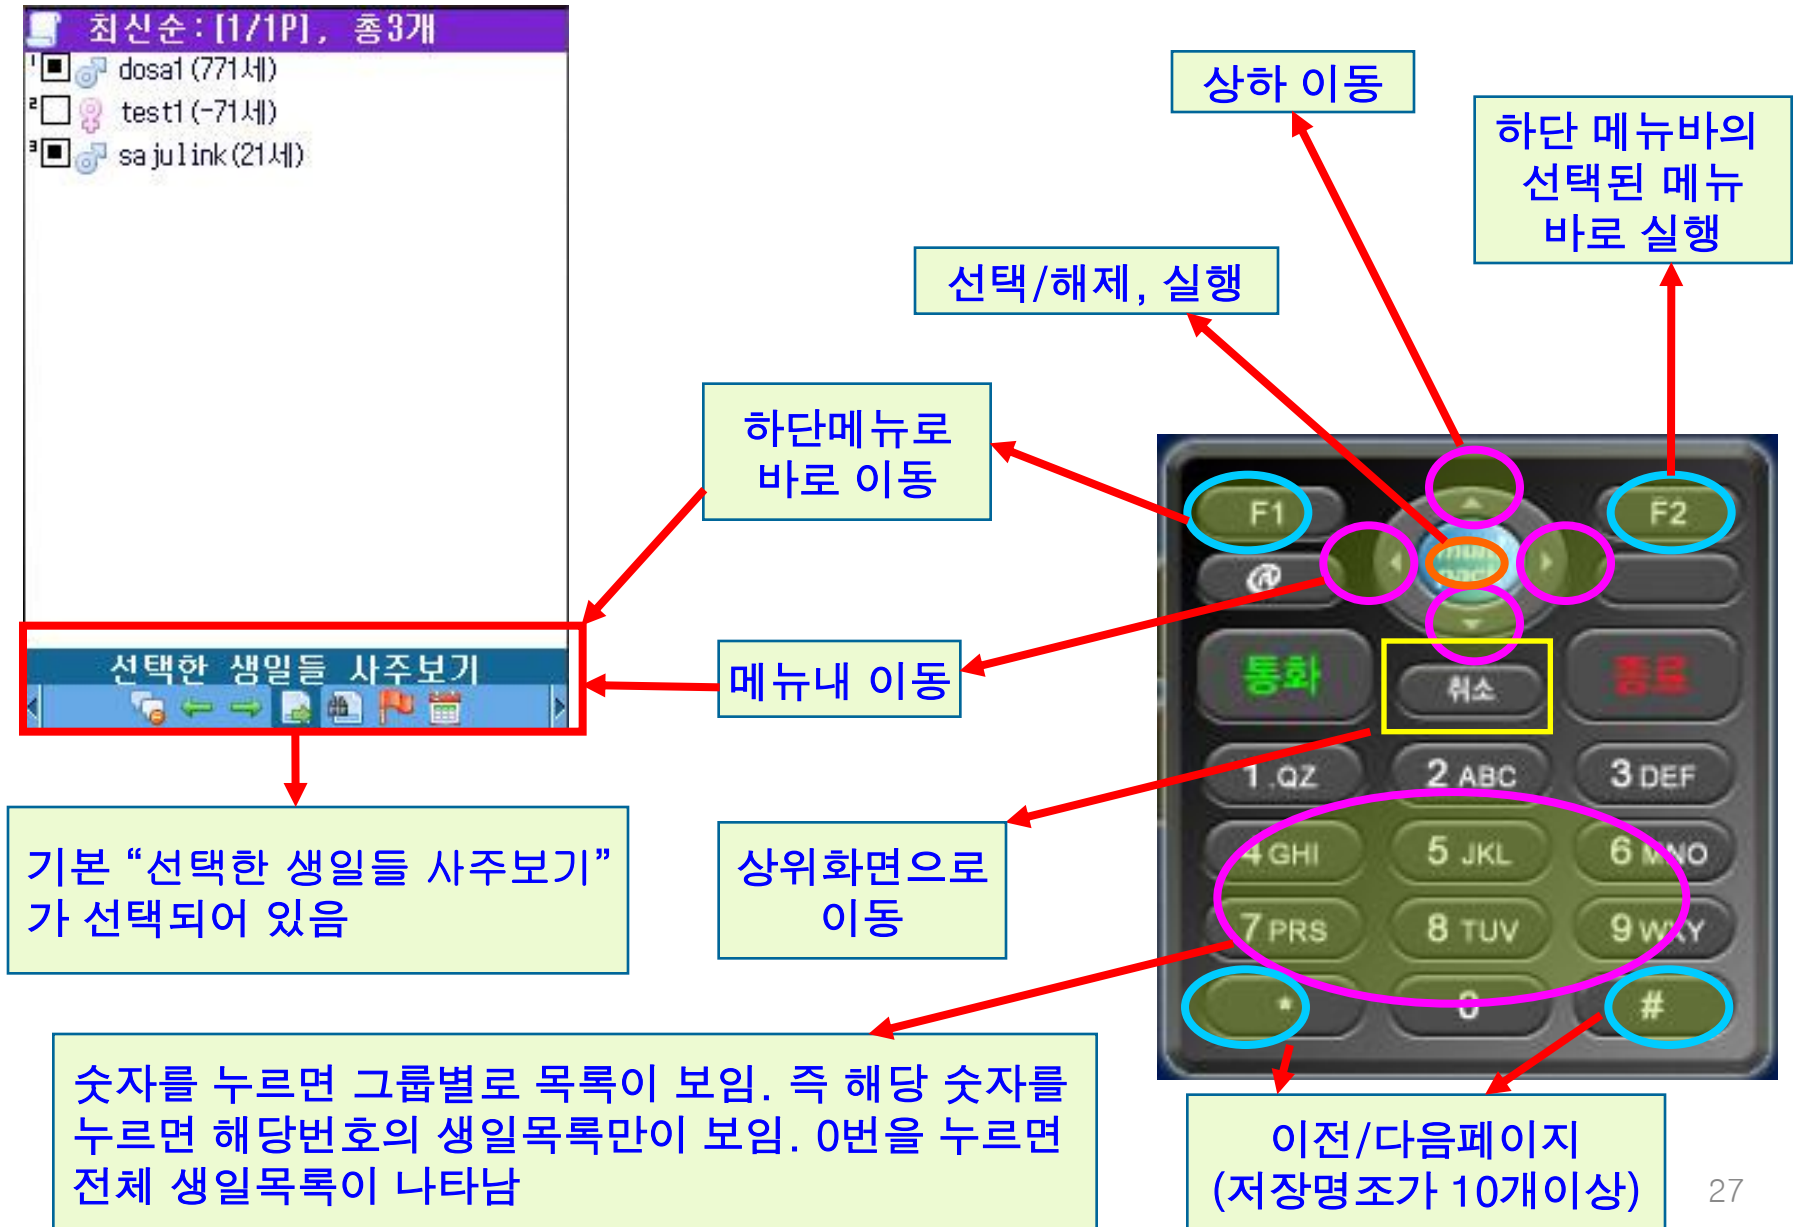 최신순:[1/1P], 총3개
1 dosa1(771세)
2 test1(-71세)
3 sajulink(21세)
선택한 생일들 사주보기
상하 이동
하단 메뉴바의
선택된 메뉴
바로 실행
선택/해제, 실행
하단메뉴로
바로 이동
메뉴내 이동
상위화면으로
이동
기본 “선택한 생일들 사주보기”
가 선택되어 있음
숫자를 누르면 그룹별로 목록이 보임. 즉 해당 숫자를
누르면 해당번호의 생일목록만이 보임. 0번을 누르면
전체 생일목록이 나타남
이전/다음페이지
(저장명조가 10개이상)
F1
F2
@
통화
취소
종료
1 .QZ
2 ABC
3 DEF
4 GHI
5 JKL
6 MNO
7 PRS
8 TUV
9 WXY
*
0
#
27